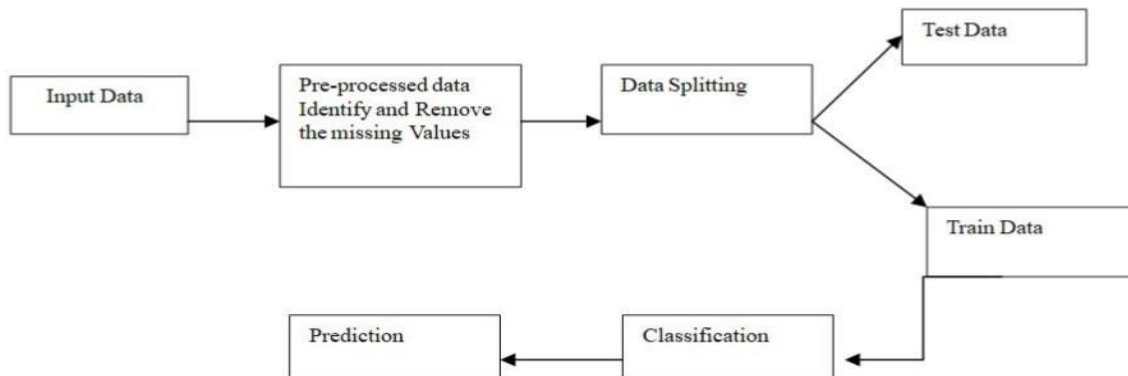 Test Data
Input Data
Pre-processed data
Identify and Remove
the missing Values
Data Splitting
Train Data
Prediction
Classification